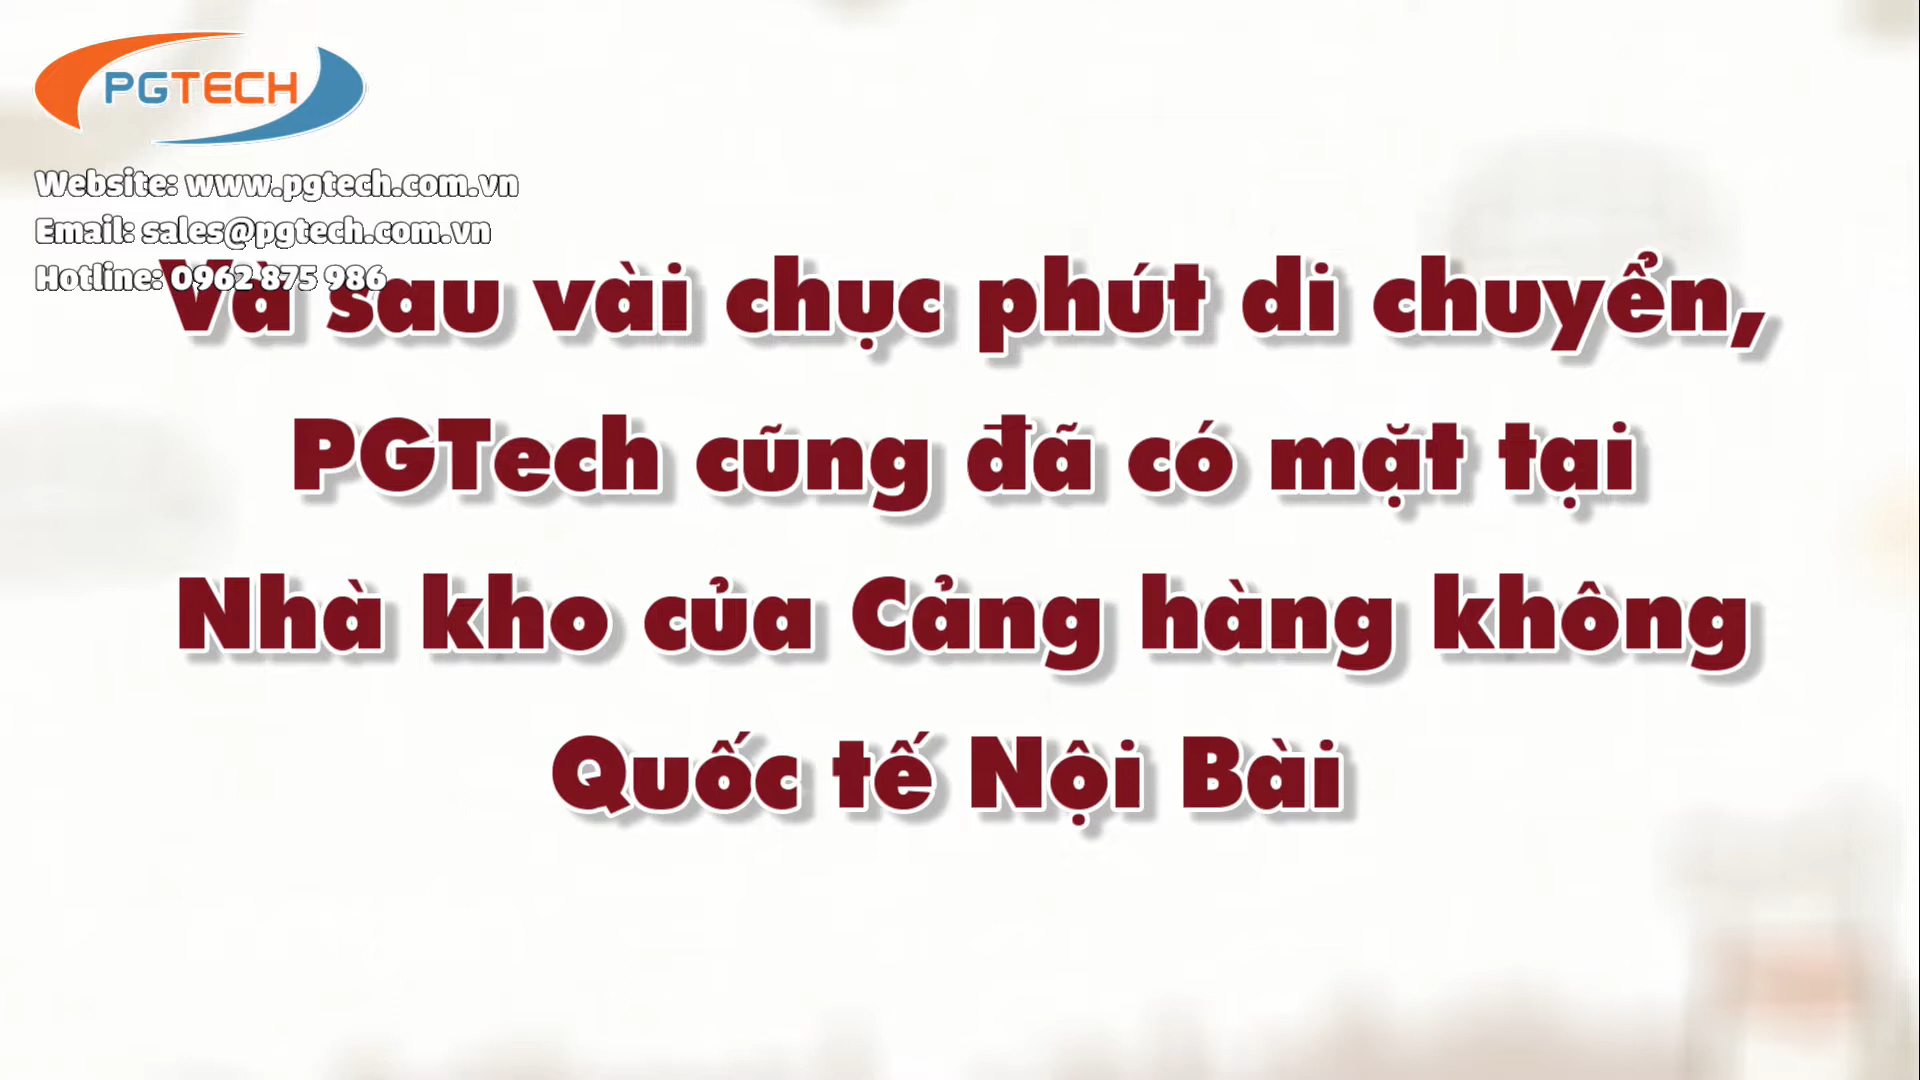 PGTECH
Website: www.pgtech.com.vn
Email: sales@pgtech.com.vn
Hotline: 0962 875 986
Và sau vài chục phút di chuyển,
PGTech cũng đã có mặt tại
Nhà kho của Cảng hàng không
Quốc tế Nội Bài